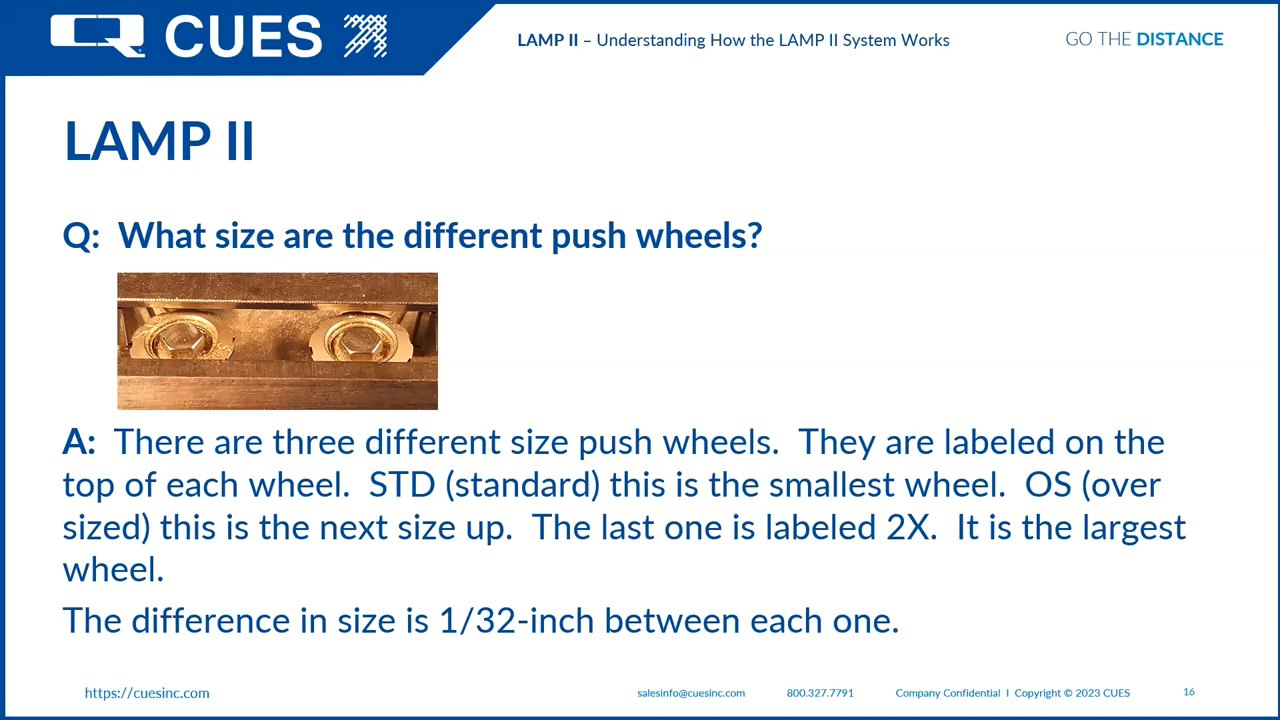 CUES
LAMP II – Understanding How the LAMP II System Works
GO THE DISTANCE
LAMP II
Q: What size are the different push wheels?
A: There are three different size push wheels. They are labeled on the
top of each wheel. STD (standard) this is the smallest wheel. OS (over
sized) this is the next size up. The last one is labeled 2X. It is the largest
wheel.
The difference in size is 1/32-inch between each one.
https://cuesinc.com
salesinfo@cuesinc.com
800.327.7791
Company Confidential I Copyright © 2023 CUES
16